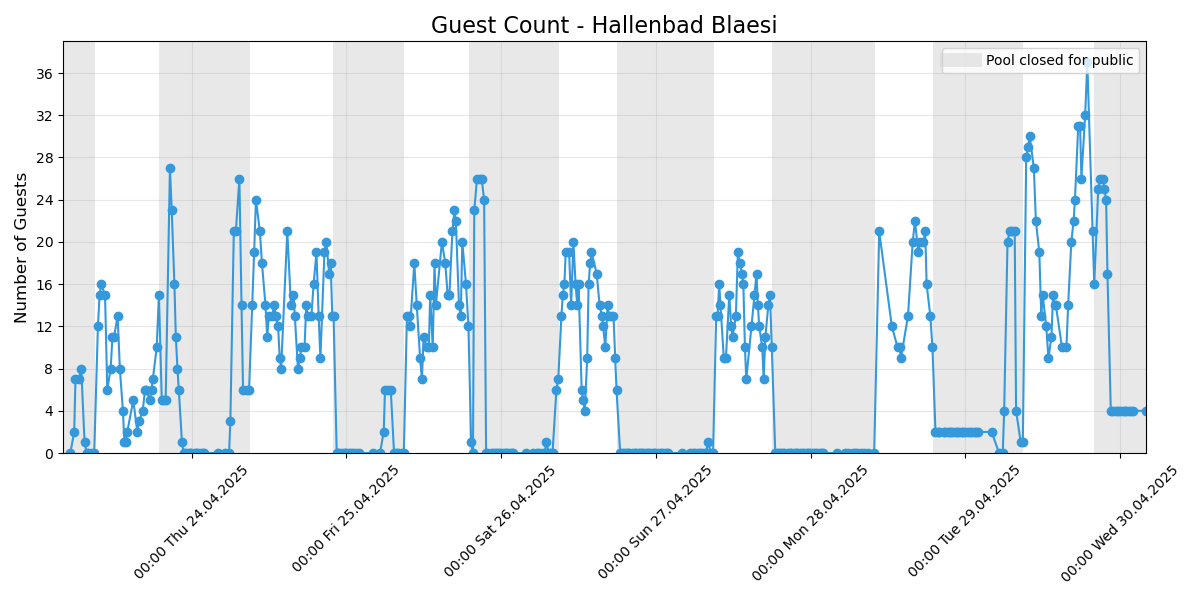 Guest Count - Hallenbad Blaesi
Pool closed for public
Number of Guests
36
32
28
24
20
16
12
8
4
0
00:00 Thu 24.04.2025
00:00 Fri 25.04.2025
00:00 Sat 26.04.2025
00:00 Sun 27.04.2025
00:00 Mon 28.04.2025
00:00 Tue 29.04.2025
00:00 Wed 30.04.2025